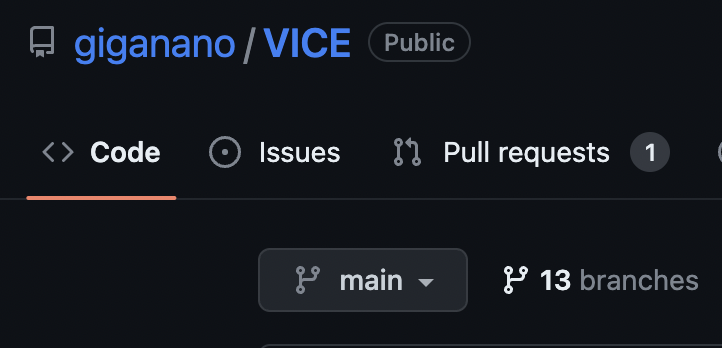 giganano / VICE Public
Code Issues Pull requests 1
main 13 branches